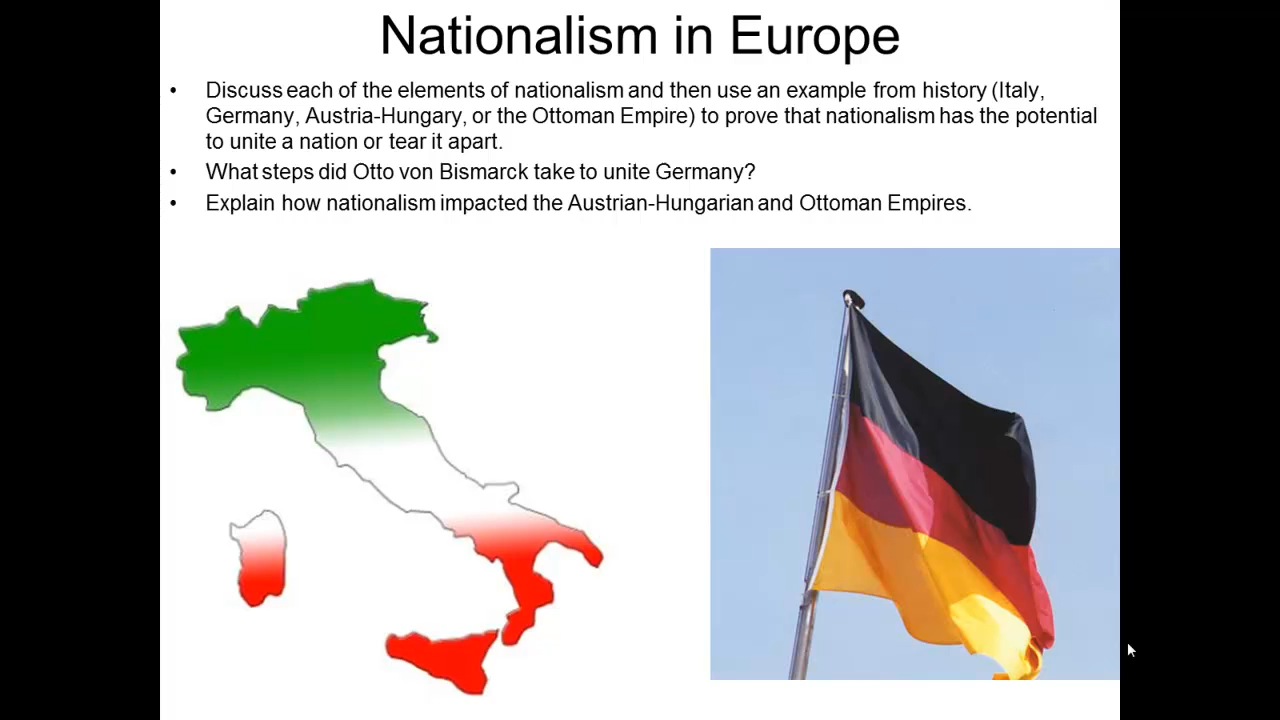 Nationalism in Europe
• Discuss each of the elements of nationalism and then use an example from history (Italy,
Germany, Austria-Hungary, or the Ottoman Empire) to prove that nationalism has the potential
to unite a nation or tear it apart.
• What steps did Otto von Bismarck take to unite Germany?
• Explain how nationalism impacted the Austrian-Hungarian and Ottoman Empires.